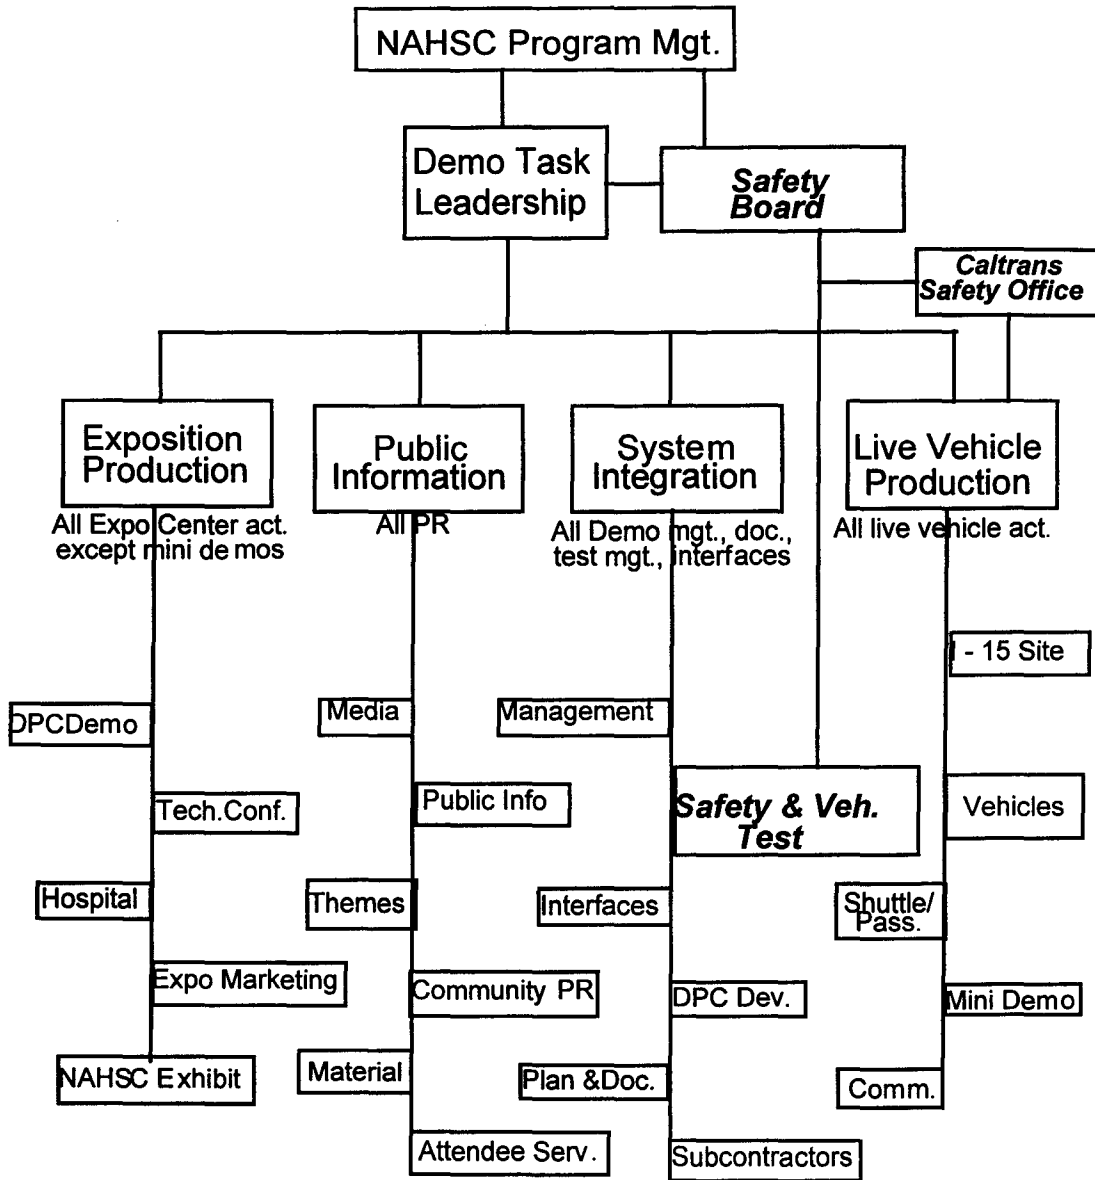 NAHSC Program Mgt.
Demo Task
Leadership
Safety
Board
Caltrans
Safety Office
Exposition
Production
All Expo Center act.
except mini demos
Public
Information
All PR
System
Integration
All Demo mgt., doc.,
test mgt., interfaces
Live Vehicle
Production
All live vehicle act.
I - 15 Site
DPCDemo
Media
Management
Tech.Conf.
Public Info
Safety & Veh.
Test
Vehicles
Hospital
Themes
Interfaces
Shuttle/
Pass.
Expo Marketing
Community PR
DPC Dev.
Mini Demo
NAHSC Exhibit
Material
Plan &Doc.
Comm.
Attendee Serv.
Subcontractors